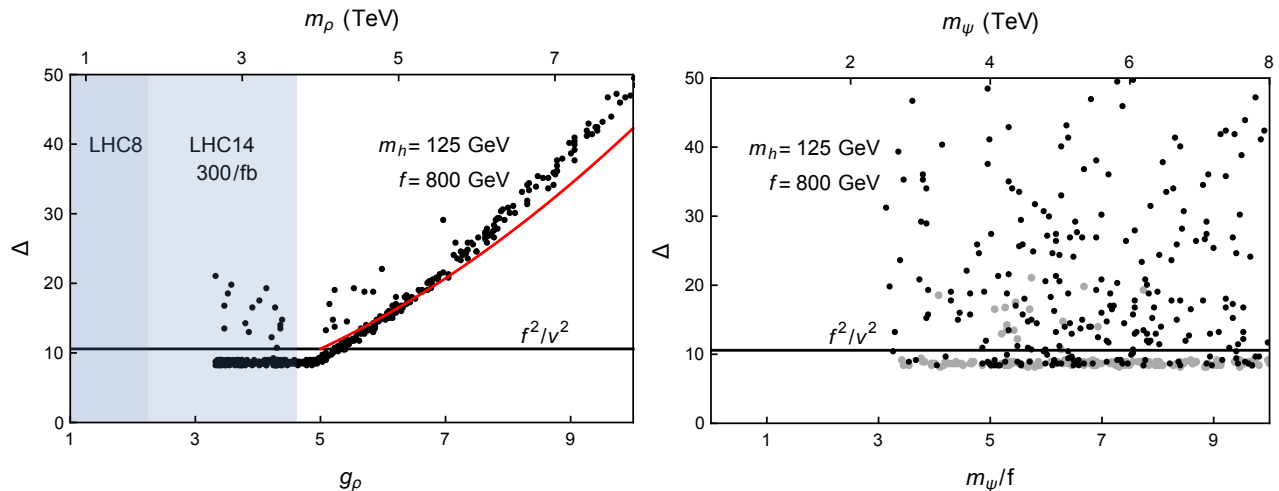 m_ρ (TeV)
1 3 5 7
50
40
30
20
10
0
Δ
LHC8
LHC14
300/fb
m_h = 125 GeV
f = 800 GeV
f²/v²
1 3 5 7 9
g_ρ
m_ψ (TeV)
2 4 6 8
50
40
30
20
10
0
Δ
m_h = 125 GeV
f = 800 GeV
f²/v²
1 3 5 7 9
m_ψ/f